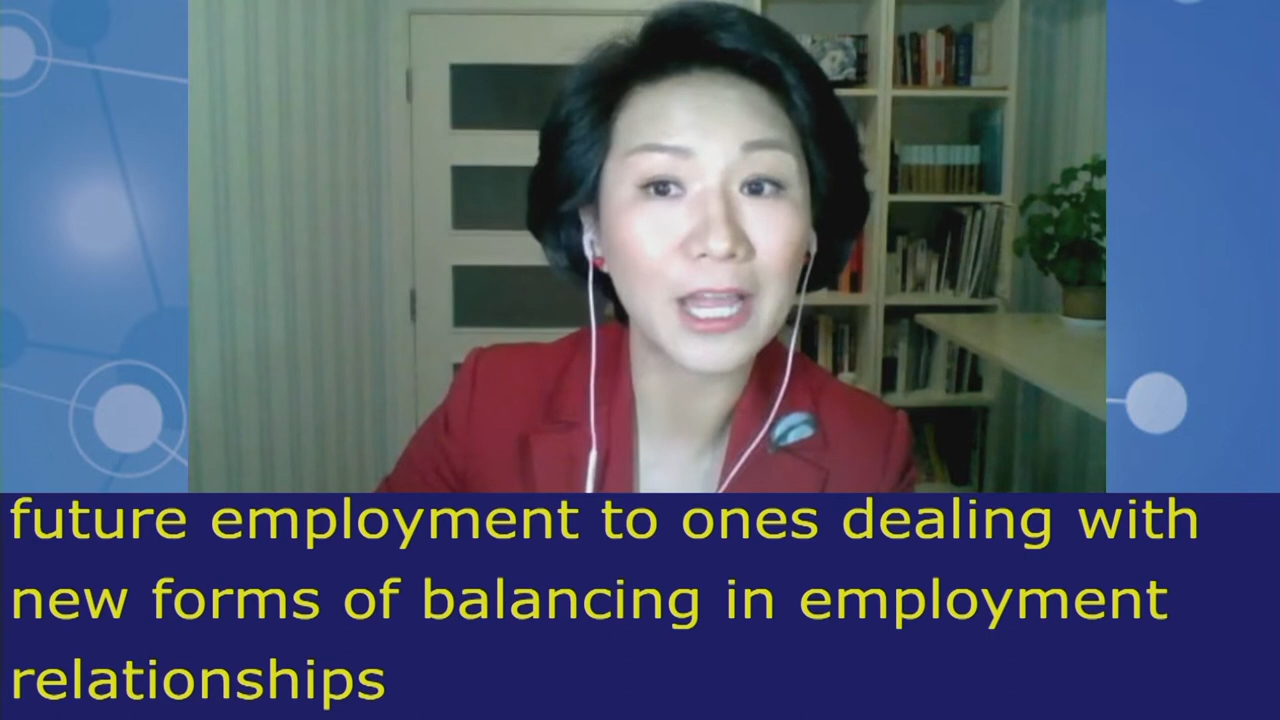 future employment to ones dealing with
new forms of balancing in employment
relationships